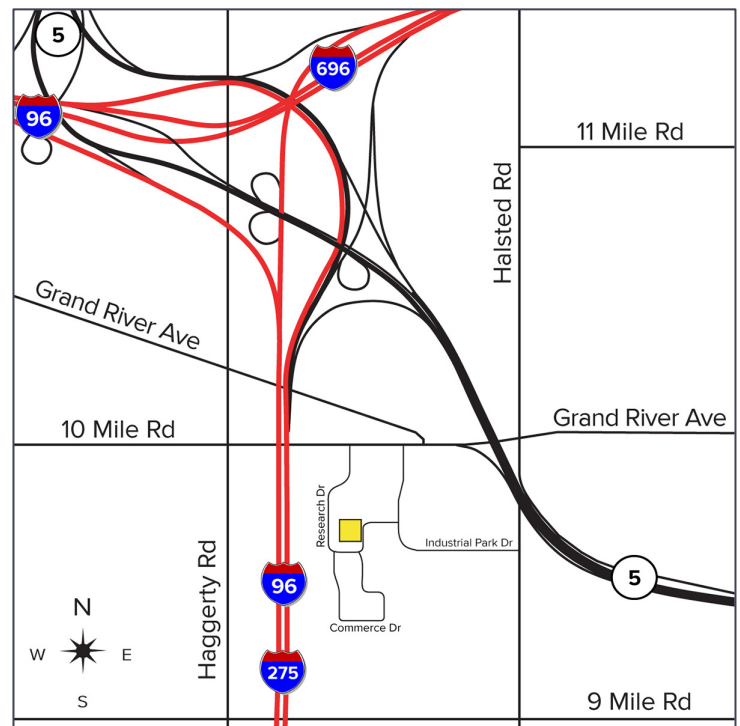 5
696
96
11 Mile Rd
Halsted Rd
Grand River Ave
Grand River Ave
10 Mile Rd
Research Dr
Industrial Park Dr
Haggerty Rd
96
5
N
W
E
S
Commerce Dr
275
9 Mile Rd